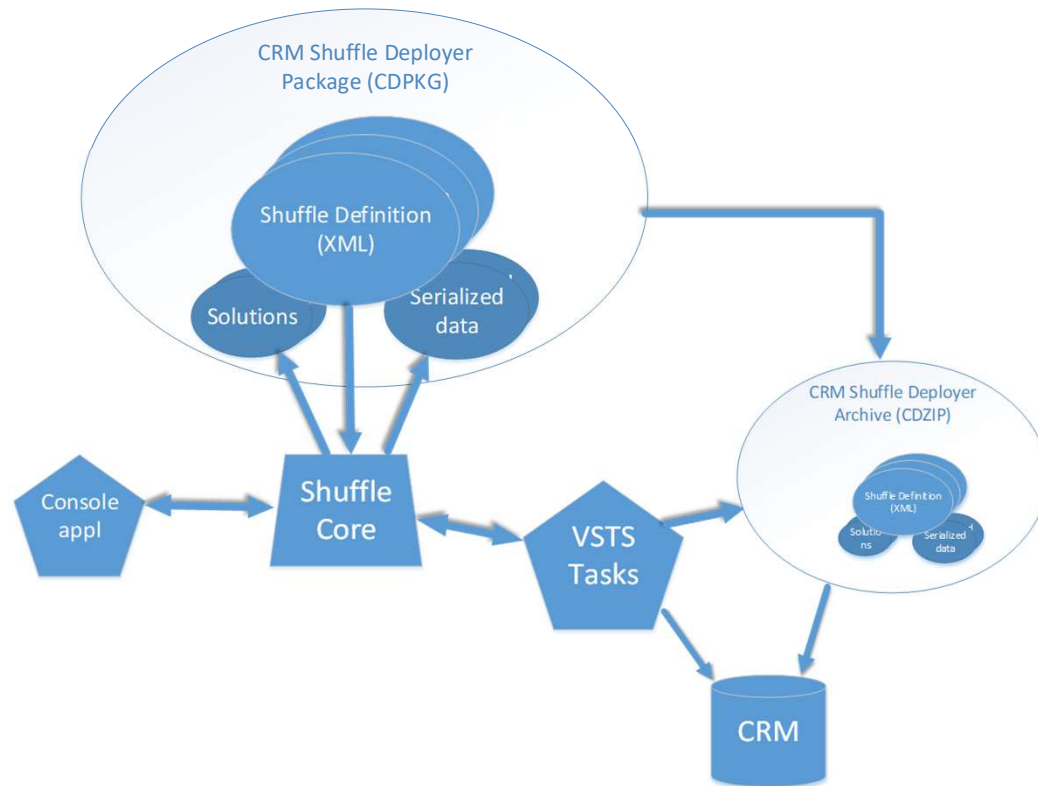 CRM Shuffle Deployer
Package (CDPKG)
Shuffle Definition
(XML)
Solutions
Serialized
data
CRM Shuffle Deployer
Archive (CDZIP)
Shuffle Definition
(XML)
Solutio
ns
Serialized
data
Console
appl
Shuffle
Core
VSTS
Tasks
CRM